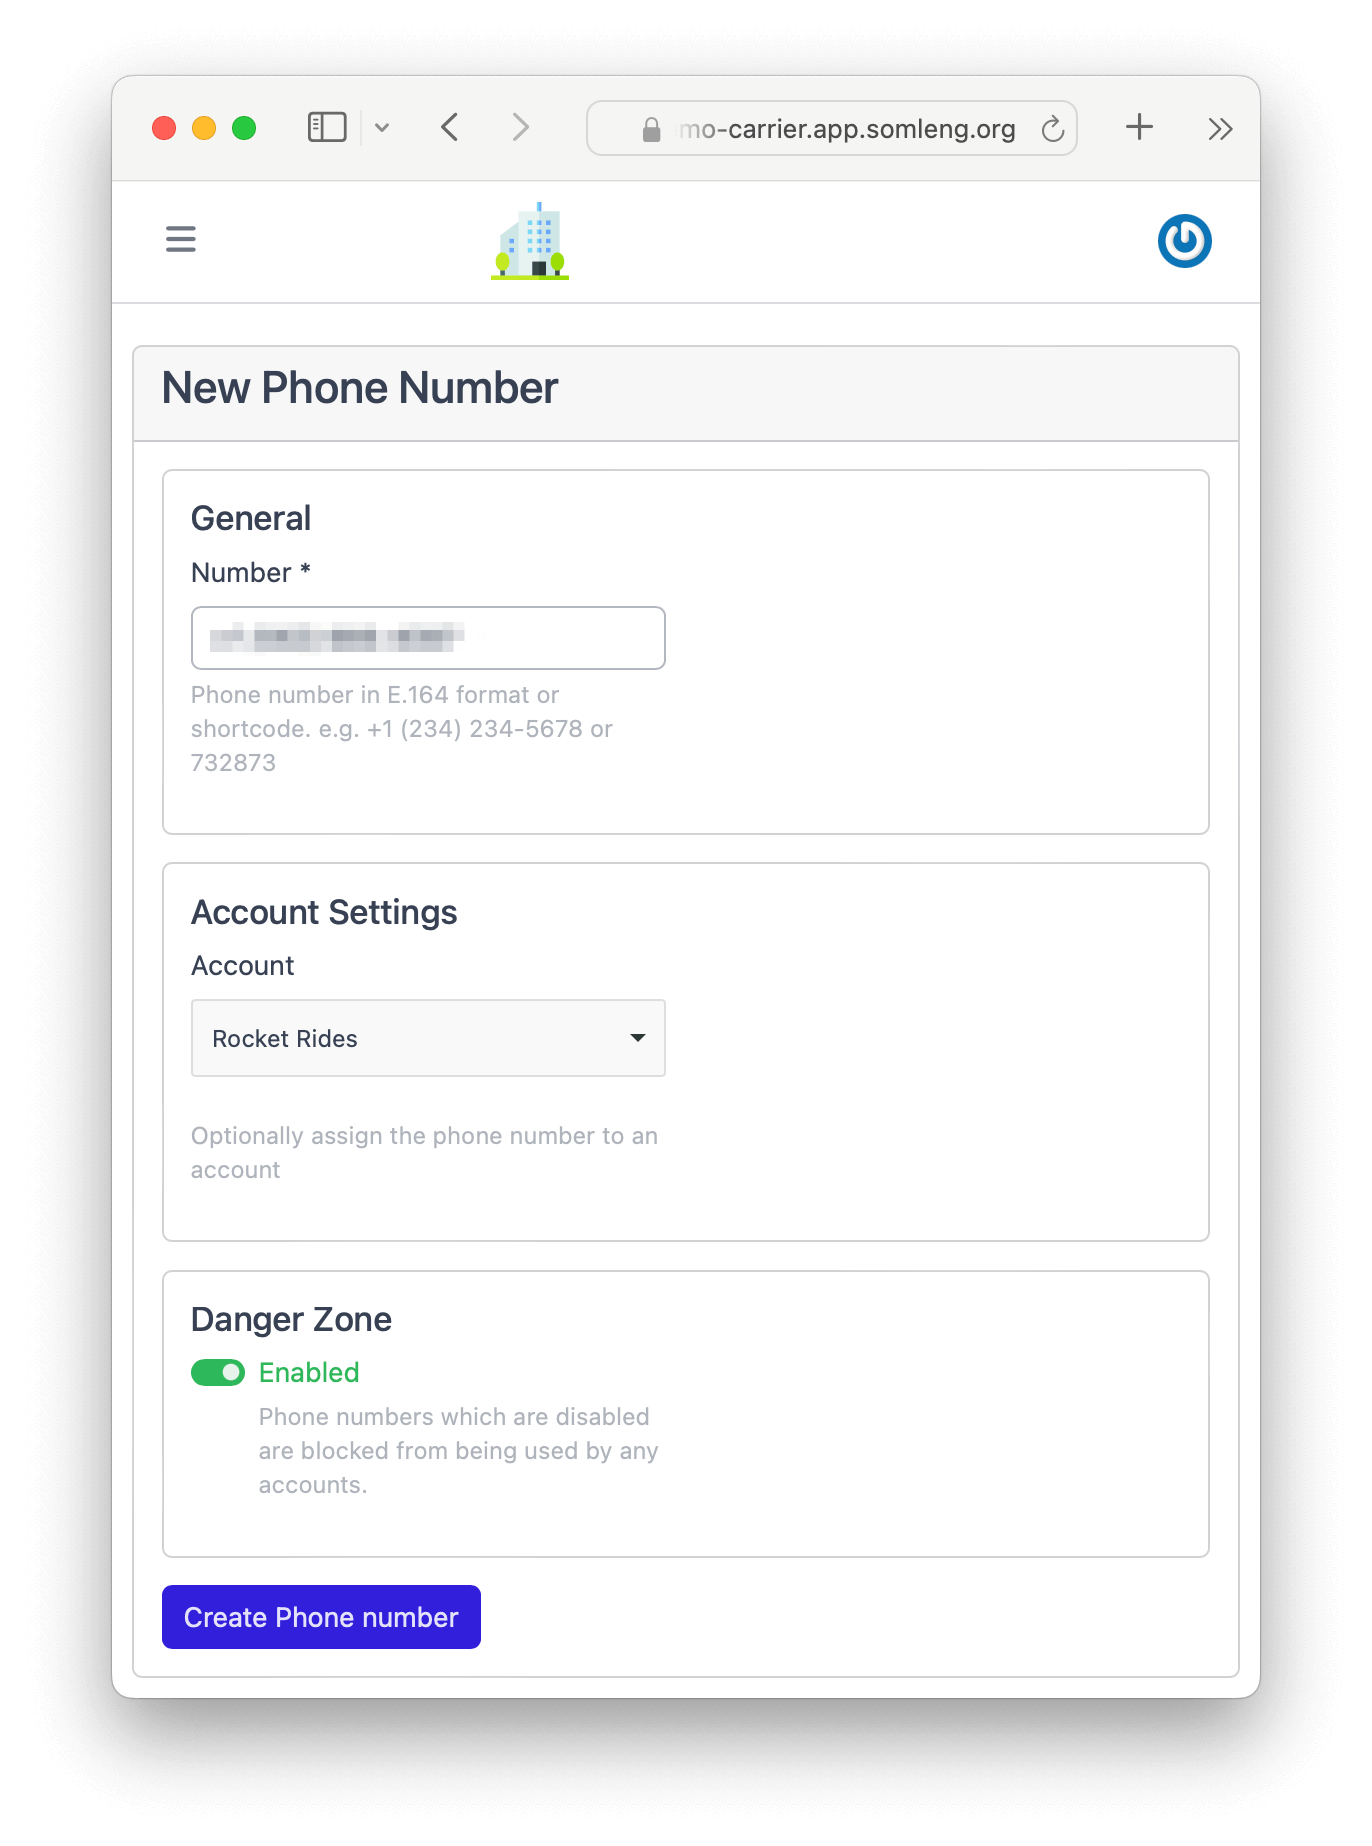 mo-carrier.app.somleng.org
New Phone Number
General
Number *
Phone number in E.164 format or
shortcode. e.g. +1 (234) 234-5678 or
732873
Account Settings
Account
Rocket Rides
Optionally assign the phone number to an
account
Danger Zone
Enabled
Phone numbers which are disabled
are blocked from being used by any
accounts.
Create Phone number